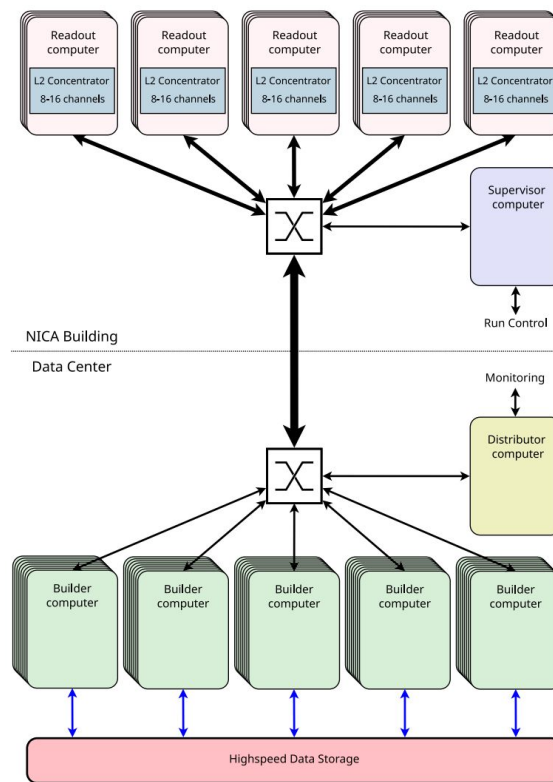 Readout
computer
L2 Concentrator
8-16 channels
Readout
computer
L2 Concentrator
8-16 channels
Readout
computer
L2 Concentrator
8-16 channels
Readout
computer
L2 Concentrator
8-16 channels
Readout
computer
L2 Concentrator
8-16 channels
Supervisor
computer
Run Control
NICA Building
Data Center
Monitoring
Distributor
computer
Builder
computer
Builder
computer
Builder
computer
Builder
computer
Builder
computer
Highspeed Data Storage